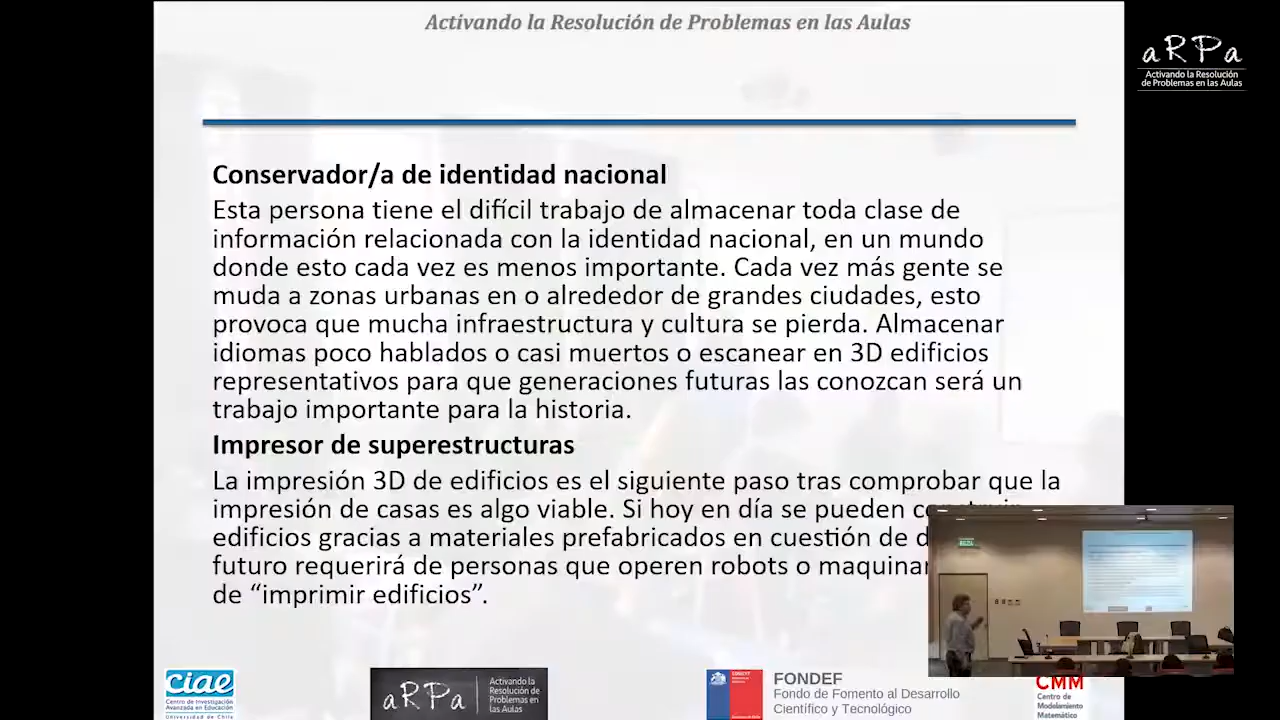 Activando la Resolución de Problemas en las Aulas
aRPa
Activando la Resolución
de Problemas en las Aulas
Conservador/a de identidad nacional
Esta persona tiene el difícil trabajo de almacenar toda clase de
información relacionada con la identidad nacional, en un mundo
donde esto cada vez es menos importante. Cada vez más gente se
muda a zonas urbanas en o alrededor de grandes ciudades, esto
provoca que mucha infraestructura y cultura se pierda. Almacenar
idiomas poco hablados o casi muertos o escanear en 3D edificios
representativos para que generaciones futuras las conozcan será un
trabajo importante para la historia.
Impresor de superestructuras
La impresión 3D de edificios es el siguiente paso tras comprobar que la
impresión de casas es algo viable. Si hoy en día se pueden
edificios gracias a materiales prefabricados en cuestión de
futuro requerirá de personas que operen robots o
de “imprimir edificios”.
ciae
Centro de Investigación
Avanzada en Educación
Universidad de Chile
aRPa
Activando la
Resolución de
Problemas en
las Aulas
FONDEF
Fondo de Fomento al Desarrollo
Científico y Tecnológico
CMM
Centro de
Modelamiento
Matemático